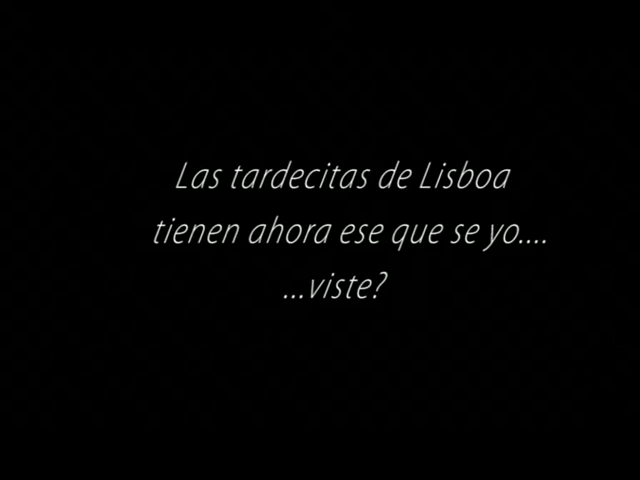 Las tardecitas de Lisboa
tienen ahora ese que se yo....
...viste?